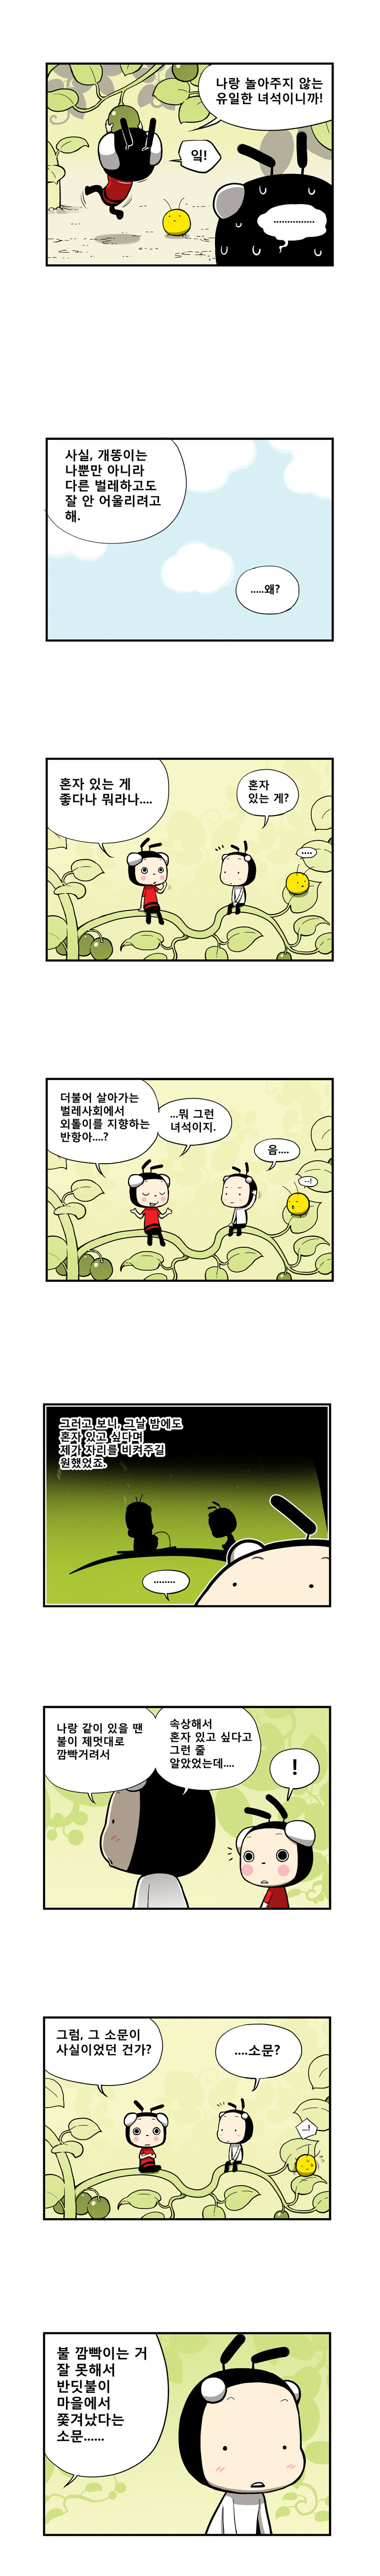 나랑 놀아주지 않는
유일한 녀석이니까!
잌!
...............
사실, 개똥이는
나뿐만 아니라
다른 벌레하고도
잘 안 어울리려고
해.
.....왜?
혼자 있는 게
좋다나 뭐라나....
혼자
있는 게?
....
더불어 살아가는
벌레사회에서
외톨이를 지향하는
반항아....?
...뭐 그런
녀석이지.
음....
...!
그러고 보니, 그날 밤에도
혼자 있고 싶다며
제가 자리를 비켜주길
원했었죠.
........
나랑 같이 있을 땐
불이 제멋대로
깜빡거려서
속상해서
혼자 있고 싶다고
그런 줄
알았었는데....
!
그럼, 그 소문이
사실이었던 건가?
....소문?
...!
불 깜빡이는 거
잘 못해서
반딧불이
마을에서
쫓겨났다는
소문......